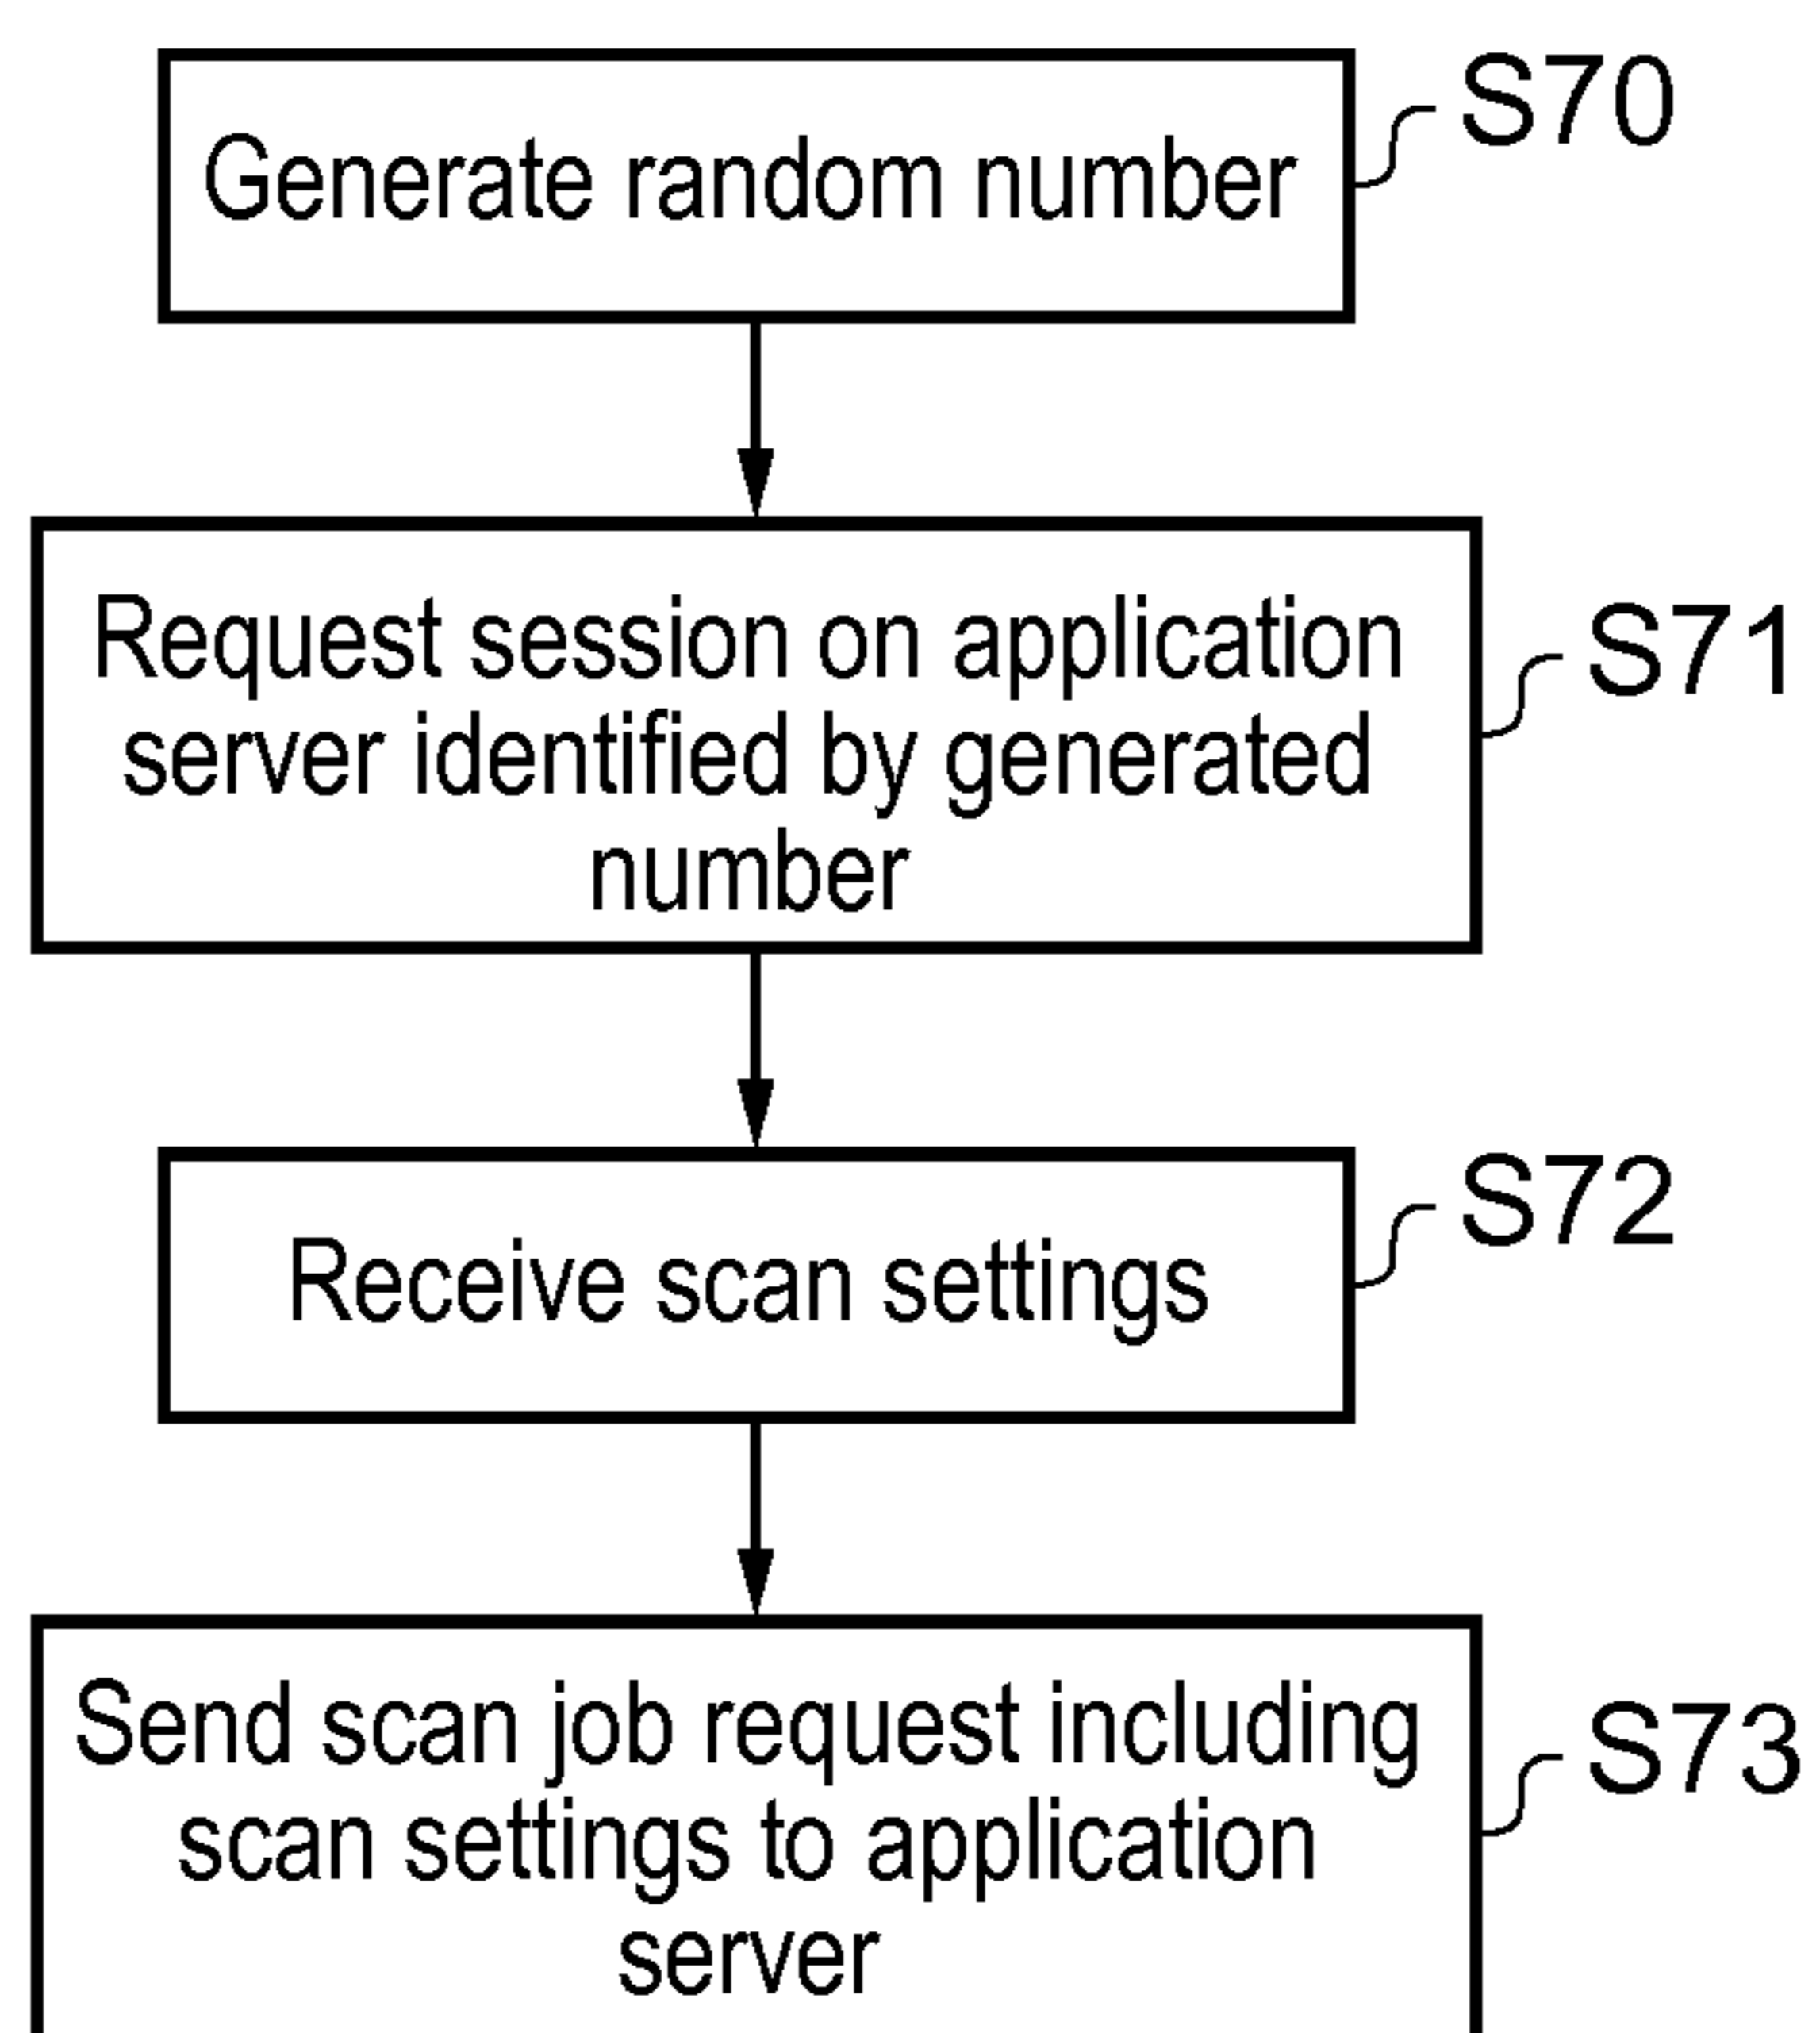 Generate random number
S70
Request session on application
server identified by generated
number
S71
Receive scan settings
S72
Send scan job request including
scan settings to application
server
S73